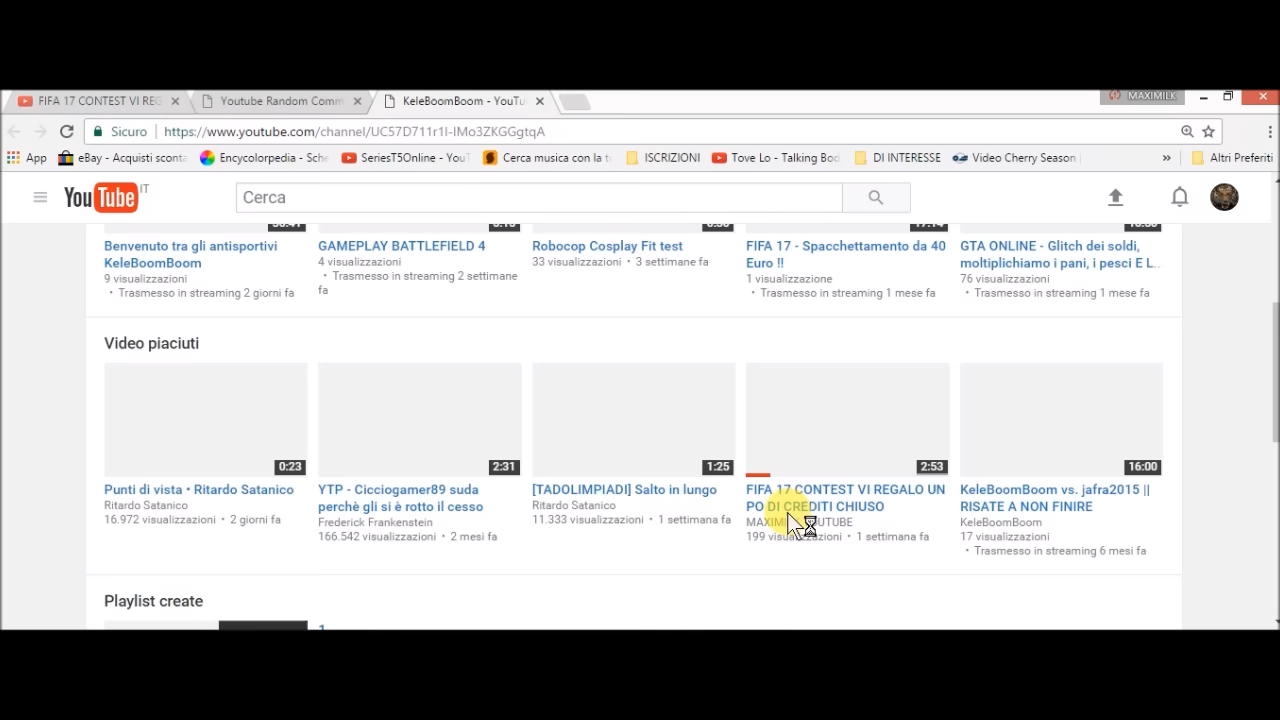 FIFA 17 CONTEST VI REG
Youtube Random Comm
KeleBoomBoom - YouTu
MAXIMILK
Sicuro
https://www.youtube.com/channel/UC57D711r1I-IMo3ZKGGgtqA
App
eBay - Acquisti sconta
Encycolorpedia - Sche
SeriesT5Online - YouT
Cerca musica con la t
ISCRIZIONI
Tove Lo - Talking Bod
DI INTERESSE
Video Cherry Season
»
Altri Preferiti
YouTube IT
Cerca
17:14
Benvenuto tra gli antisportivi
KeleBoomBoom
9 visualizzazioni
• Trasmesso in streaming 2 giorni fa
GAMEPLAY BATTLEFIELD 4
4 visualizzazioni
• Trasmesso in streaming 2 settimane
fa
Robocop Cosplay Fit test
33 visualizzazioni • 3 settimane fa
FIFA 17 - Spacchettamento da 40
Euro !!
1 visualizzazione
• Trasmesso in streaming 1 mese fa
GTA ONLINE - Glitch dei soldi,
moltiplichiamo i pani, i pesci E L...
76 visualizzazioni
• Trasmesso in streaming 1 mese fa
Video piaciuti
0:23
Punti di vista • Ritardo Satanico
Ritardo Satanico
16.972 visualizzazioni • 2 giorni fa
2:31
YTP - Cicciogamer89 suda
perchè gli si è rotto il cesso
Frederick Frankenstein
166.542 visualizzazioni • 2 mesi fa
1:25
[TADOLIMPIADI] Salto in lungo
Ritardo Satanico
11.333 visualizzazioni • 1 settimana fa
2:53
FIFA 17 CONTEST VI REGALO UN
PO DI CREDITI CHIUSO
199 visualizzazioni • 1 settimana fa
16:00
KeleBoomBoom vs. jafra2015 ||
RISATE A NON FINIRE
KeleBoomBoom
17 visualizzazioni
• Trasmesso in streaming 6 mesi fa
Playlist create